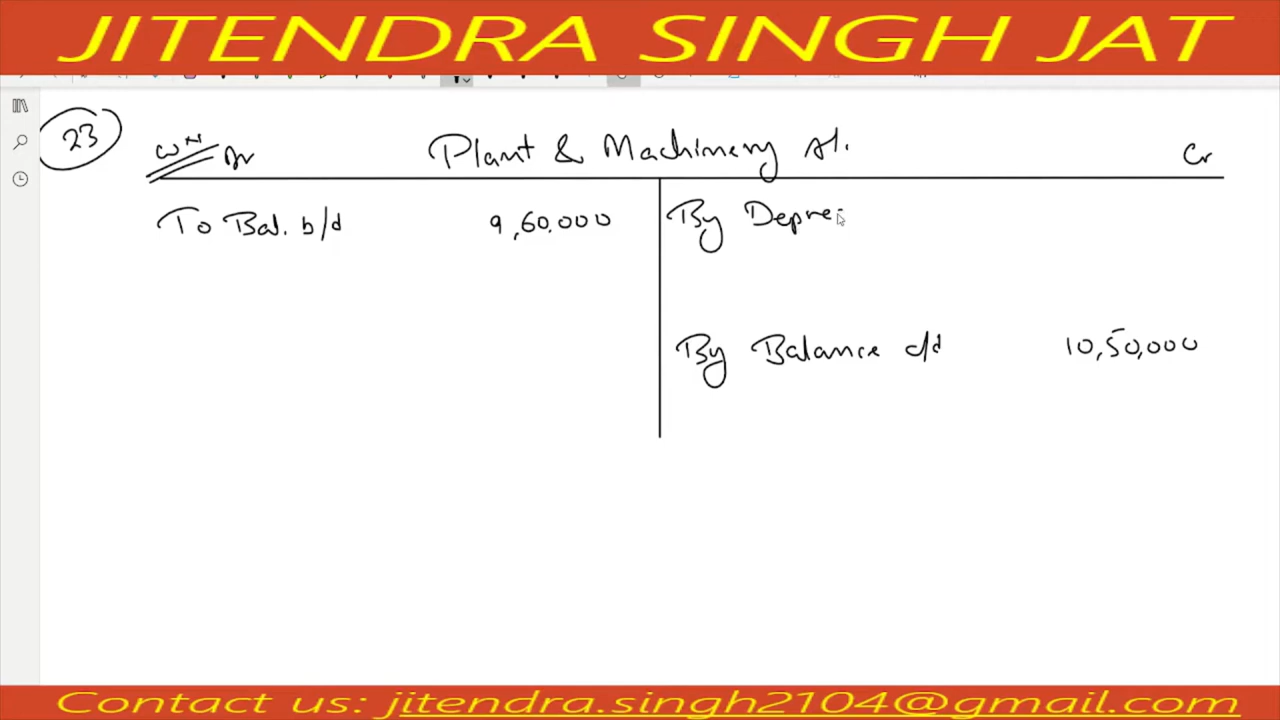 JITENDRA SINGH JAT
23
WN Dr Plant & Machinery A/. Cr
To Bal. b/d 9,60,000 By Depre
By Balance c/d 10,50,000
Contact us: jitendra.singh2104@gmail.com